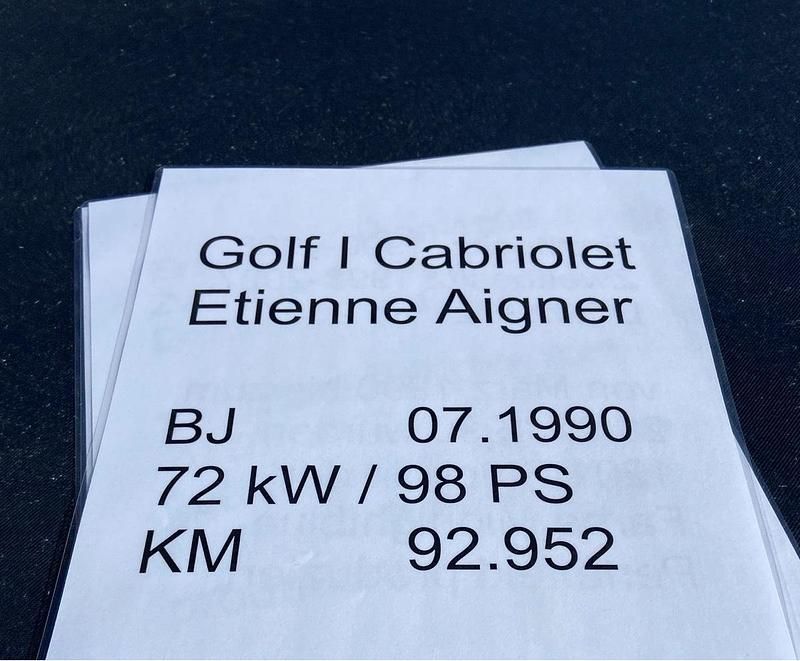 Golf I Cabriolet
Etienne Aigner
BJ 07.1990
72 kW / 98 PS
KM 92.952